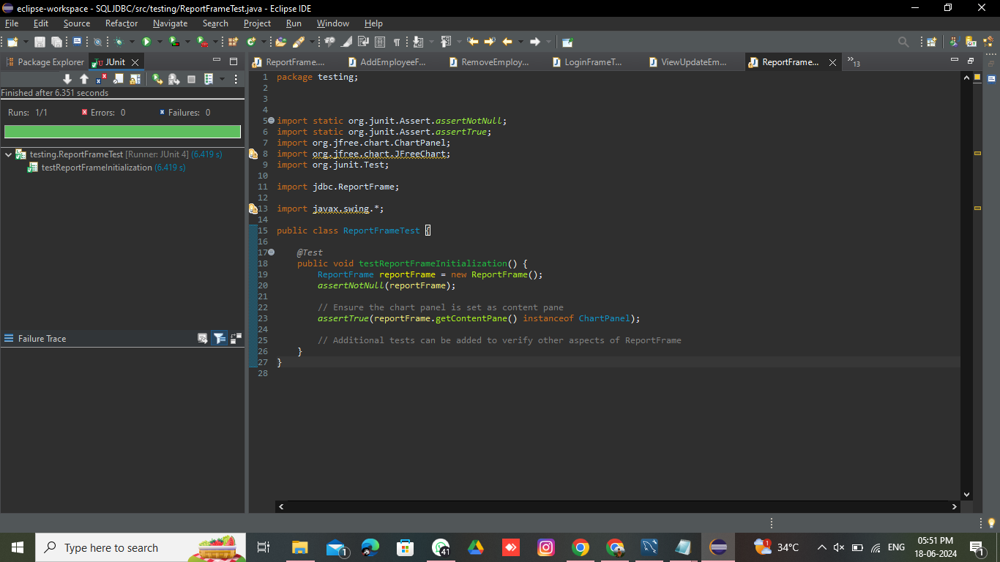 eclipse-workspace - SQLJDBC/src/testing/ReportFrameTest.java - Eclipse IDE
File Edit Source Refactor Navigate Search Project Run Window Help
Package Explorer JUnit
ReportFrame.... AddEmployeeF... RemoveEmploy... LoginFrameT... ViewUpdateEm... ReportFrame... 13
Finished after 6.351 seconds
Runs: 1/1 Errors: 0 Failures: 0
testing.ReportFrameTest [Runner: JUnit 4] (6.419 s)
testReportFrameInitialization (6.419 s)
Failure Trace
1 package testing;
2
3
4
5 import static org.junit.Assert.assertNotNull;
6 import static org.junit.Assert.assertTrue;
7 import org.jfree.chart.ChartPanel;
8 import org.jfree.chart.JFreeChart;
9 import org.junit.Test;
10
11 import jdbc.ReportFrame;
12
13 import javax.swing.*;
14
15 public class ReportFrameTest {
16
17 @Test
18 public void testReportFrameInitialization() {
19 ReportFrame reportFrame = new ReportFrame();
20 assertNotNull(reportFrame);
21
22 // Ensure the chart panel is set as content pane
23 assertTrue(reportFrame.getContentPane() instanceof ChartPanel);
24
25 // Additional tests can be added to verify other aspects of ReportFrame
26 }
27 }
28
Type here to search
1
41
1
34°C
ENG
05:51 PM
18-06-2024
1